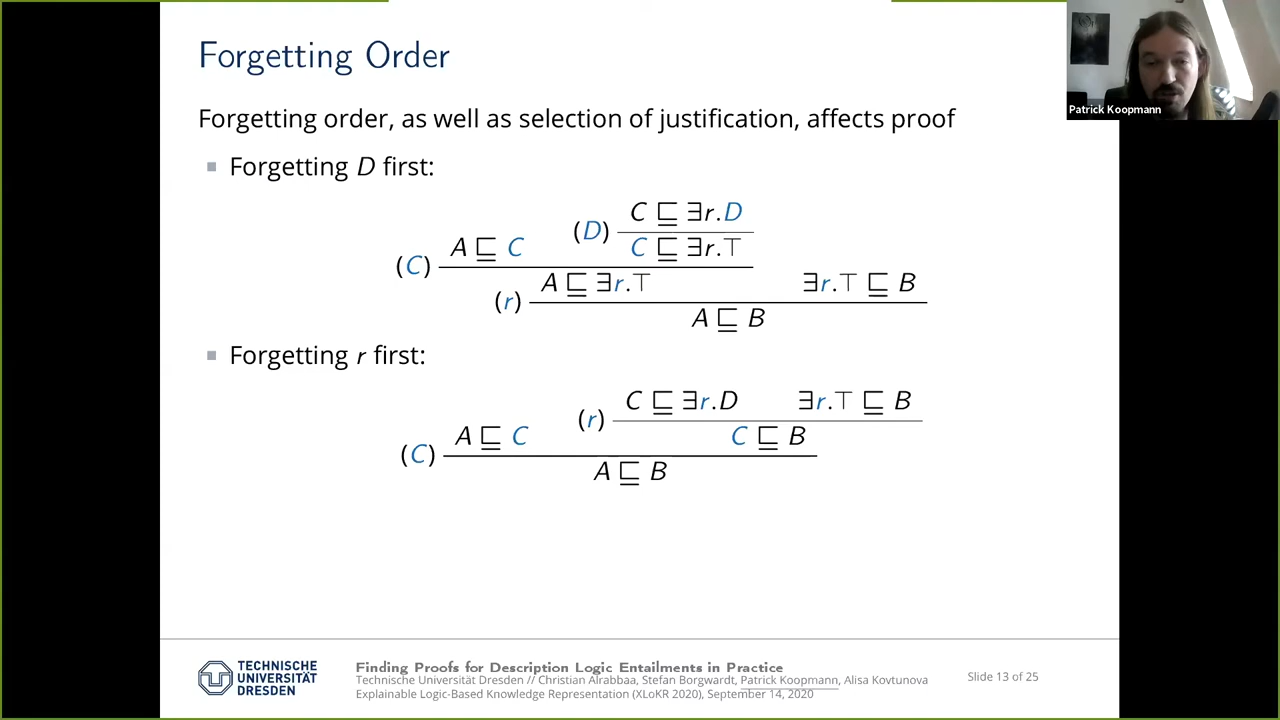 Forgetting Order
Patrick Koopmann
Forgetting order, as well as selection of justification, affects proof
Forgetting D first:
C ⊑ ∃r.D
(D)
A ⊑ C
C ⊑ ∃r.⊤
(C)
A ⊑ ∃r.⊤
∃r.⊤ ⊑ B
(r)
A ⊑ B
Forgetting r first:
C ⊑ ∃r.D
∃r.⊤ ⊑ B
(r)
A ⊑ C
C ⊑ B
(C)
A ⊑ B
TECHNISCHE
UNIVERSITÄT
DRESDEN
Finding Proofs for Description Logic Entailments in Practice
Technische Universität Dresden // Christian Alrabbaa, Stefan Borgwardt, Patrick Koopmann, Alisa Kovtunova
Explainable Logic-Based Knowledge Representation (XLoKR 2020), September 14, 2020
Slide 13 of 25